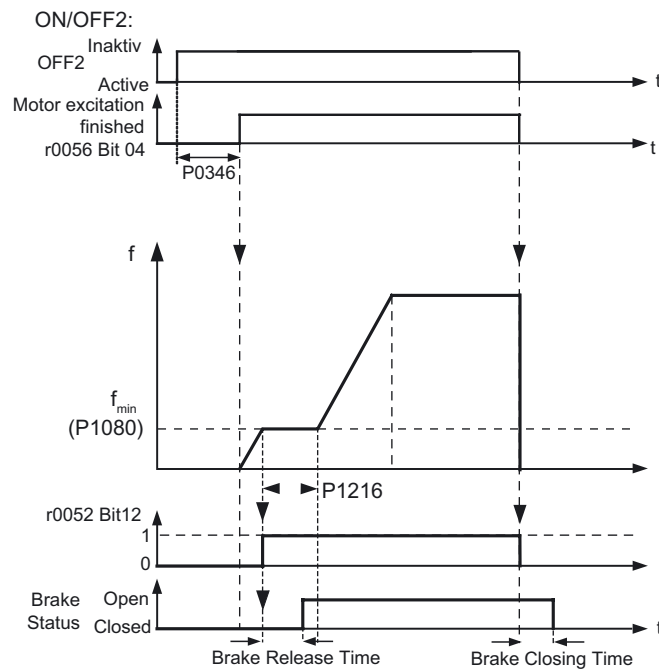 ON/OFF2:
Inaktiv
OFF2
Active
t
Motor excitation
finished
r0056 Bit 04
t
P0346
f
fmin
(P1080)
P1216
r0052 Bit12
1
0
Brake Status
Open
Closed
t
Brake Release Time
Brake Closing Time